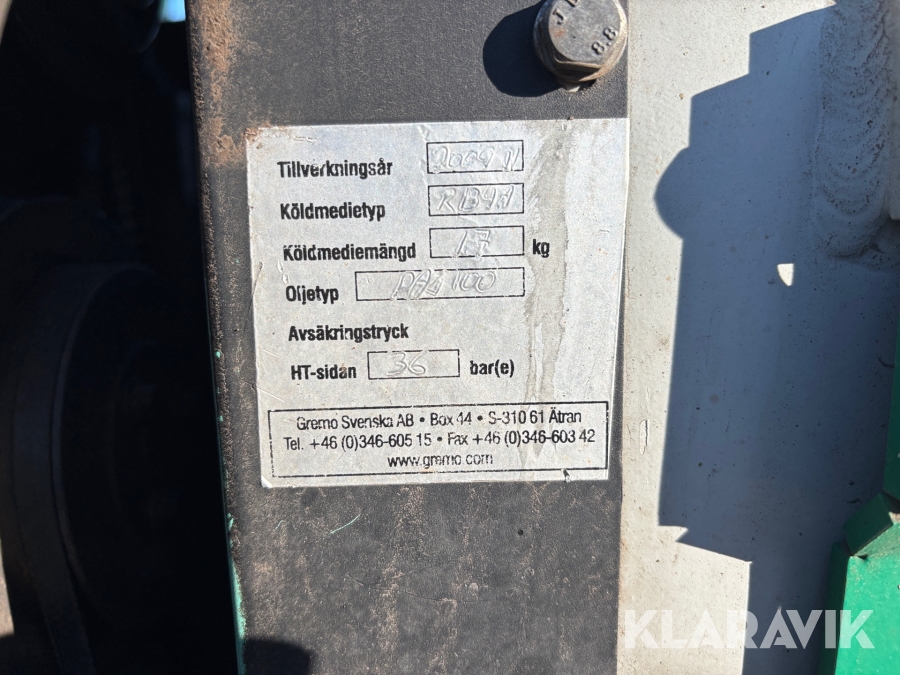 8.8
Tillverkningsår 2009
Köldmedietyp R134A
Köldmediemängd 1,7 kg
Oljetyp PAG 100
Avsäkringstryck
HT-sidan 36 bar(e)
Gremo Svenska AB • Box 44 • S-310 61 Ätran
Tel. +46 (0)346-605 15 • Fax +46 (0)346-603 42
www.gremo.com
KLARAVIK